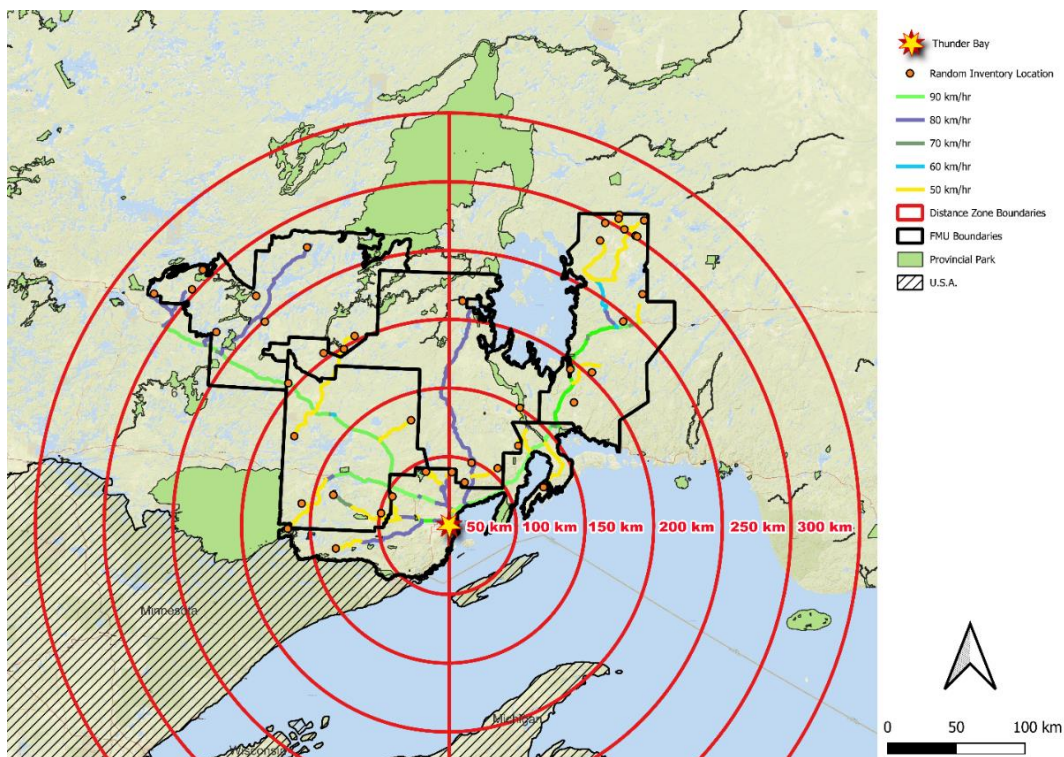 Thunder Bay
Random Inventory Location
90 km/hr
80 km/hr
70 km/hr
60 km/hr
50 km/hr
Distance Zone Boundaries
FMU Boundaries
Provincial Park
U.S.A.
6
50 km 100 km 150 km 200 km 250 km 300 km
Minnesota
Michigan
Wisconsin
0 50 100 km